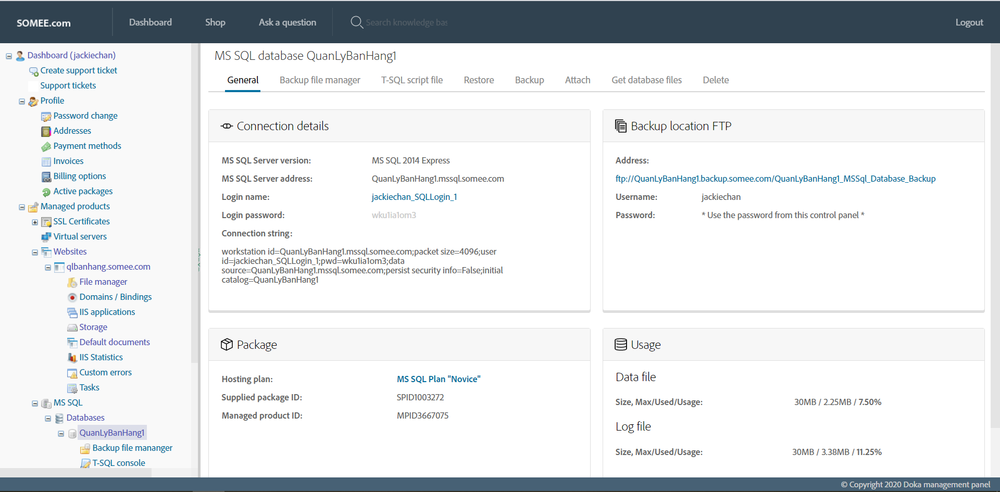 SOMEE.com
Dashboard
Shop
Ask a question
Search knowledge bas
Logout
Dashboard (jackiechan)
Create support ticket
Support tickets
Profile
Password change
Addresses
Payment methods
Invoices
Billing options
Active packages
Managed products
SSL Certificates
Virtual servers
Websites
qlbanhang.somee.com
File manager
Domains / Bindings
IIS applications
Storage
Default documents
IIS Statistics
Custom errors
Tasks
MS SQL
Databases
QuanLyBanHang1
Backup file mananger
T-SQL console
MS SQL database QuanLyBanHang1
General
Backup file manager
T-SQL script file
Restore
Backup
Attach
Get database files
Delete
Connection details
MS SQL Server version: MS SQL 2014 Express
MS SQL Server address: QuanLyBanHang1.mssql.somee.com
Login name: jackiechan_SQLLogin_1
Login password: wku1ia1om3
Connection string:
workstation id=QuanLyBanHang1.mssql.somee.com;packet size=4096;user
id=jackiechan_SQLLogin_1;pwd=wku1ia1om3;data
source=QuanLyBanHang1.mssql.somee.com;persist security info=False;initial
catalog=QuanLyBanHang1
Backup location FTP
Address:
ftp://QuanLyBanHang1.backup.somee.com/QuanLyBanHang1_MSSql_Database_Backup
Username: jackiechan
Password: * Use the password from this control panel *
Package
Hosting plan: MS SQL Plan "Novice"
Supplied package ID: SPID1003272
Managed product ID: MPID3667075
Usage
Data file
Size, Max/Used/Usage: 30MB / 2.25MB / 7.50%
Log file
Size, Max/Used/Usage: 30MB / 3.38MB / 11.25%
© Copyright 2020 Doka management panel